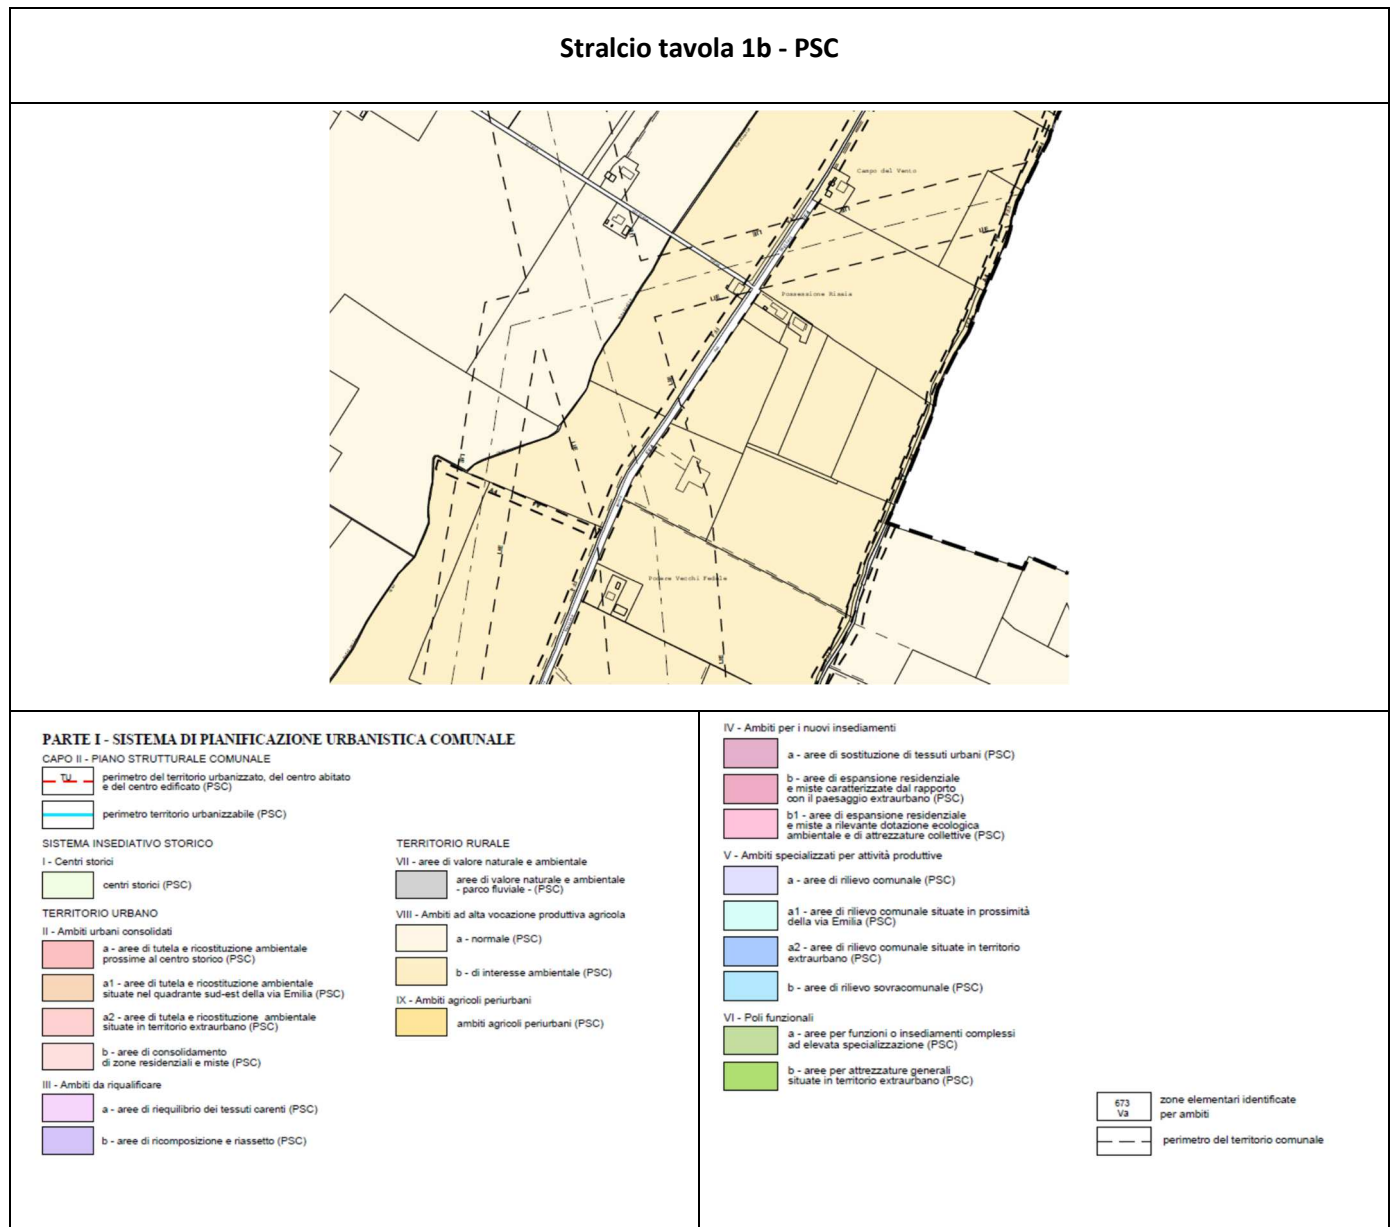 Stralcio tavola 1b - PSC
Campo del Vento
Possessione Rissia
Podere Vecchi Fedele
PARTE I - SISTEMA DI PIANIFICAZIONE URBANISTICA COMUNALE
CAPO II - PIANO STRUTTURALE COMUNALE
TU
perimetro del territorio urbanizzato, del centro abitato
e del centro edificato (PSC)
perimetro territorio urbanizzabile (PSC)
SISTEMA INSEDIATIVO STORICO
I - Centri storici
centri storici (PSC)
TERRITORIO URBANO
II - Ambiti urbani consolidati
a - aree di tutela e ricostituzione ambientale
prossime al centro storico (PSC)
a1 - aree di tutela e ricostituzione ambientale
situate nel quadrante sud-est della via Emilia (PSC)
a2 - aree di tutela e ricostituzione ambientale
situate in territorio extraurbano (PSC)
b - aree di consolidamento
di zone residenziali e miste (PSC)
III - Ambiti da riqualificare
a - aree di riequilibrio dei tessuti carenti (PSC)
b - aree di ricomposizione e riassetto (PSC)
TERRITORIO RURALE
VII - aree di valore naturale e ambientale
aree di valore naturale e ambientale
- parco fluviale - (PSC)
VIII - Ambiti ad alta vocazione produttiva agricola
a - normale (PSC)
b - di interesse ambientale (PSC)
IX - Ambiti agricoli periurbani
ambiti agricoli periurbani (PSC)
IV - Ambiti per i nuovi insediamenti
a - aree di sostituzione di tessuti urbani (PSC)
b - aree di espansione residenziale
e miste caratterizzate dal rapporto
con il paesaggio extraurbano (PSC)
b1 - aree di espansione residenziale
e miste a rilevante dotazione ecologica
ambientale e di attrezzature collettive (PSC)
V - Ambiti specializzati per attività produttive
a - aree di rilievo comunale (PSC)
a1 - aree di rilievo comunale situate in prossimità
della via Emilia (PSC)
a2 - aree di rilievo comunale situate in territorio
extraurbano (PSC)
b - aree di rilievo sovracomunale (PSC)
VI - Poli funzionali
a - aree per funzioni o insediamenti complessi
ad elevata specializzazione (PSC)
b - aree per attrezzature generali
situate in territorio extraurbano (PSC)
673
Va
zone elementari identificate
per ambiti
perimetro del territorio comunale